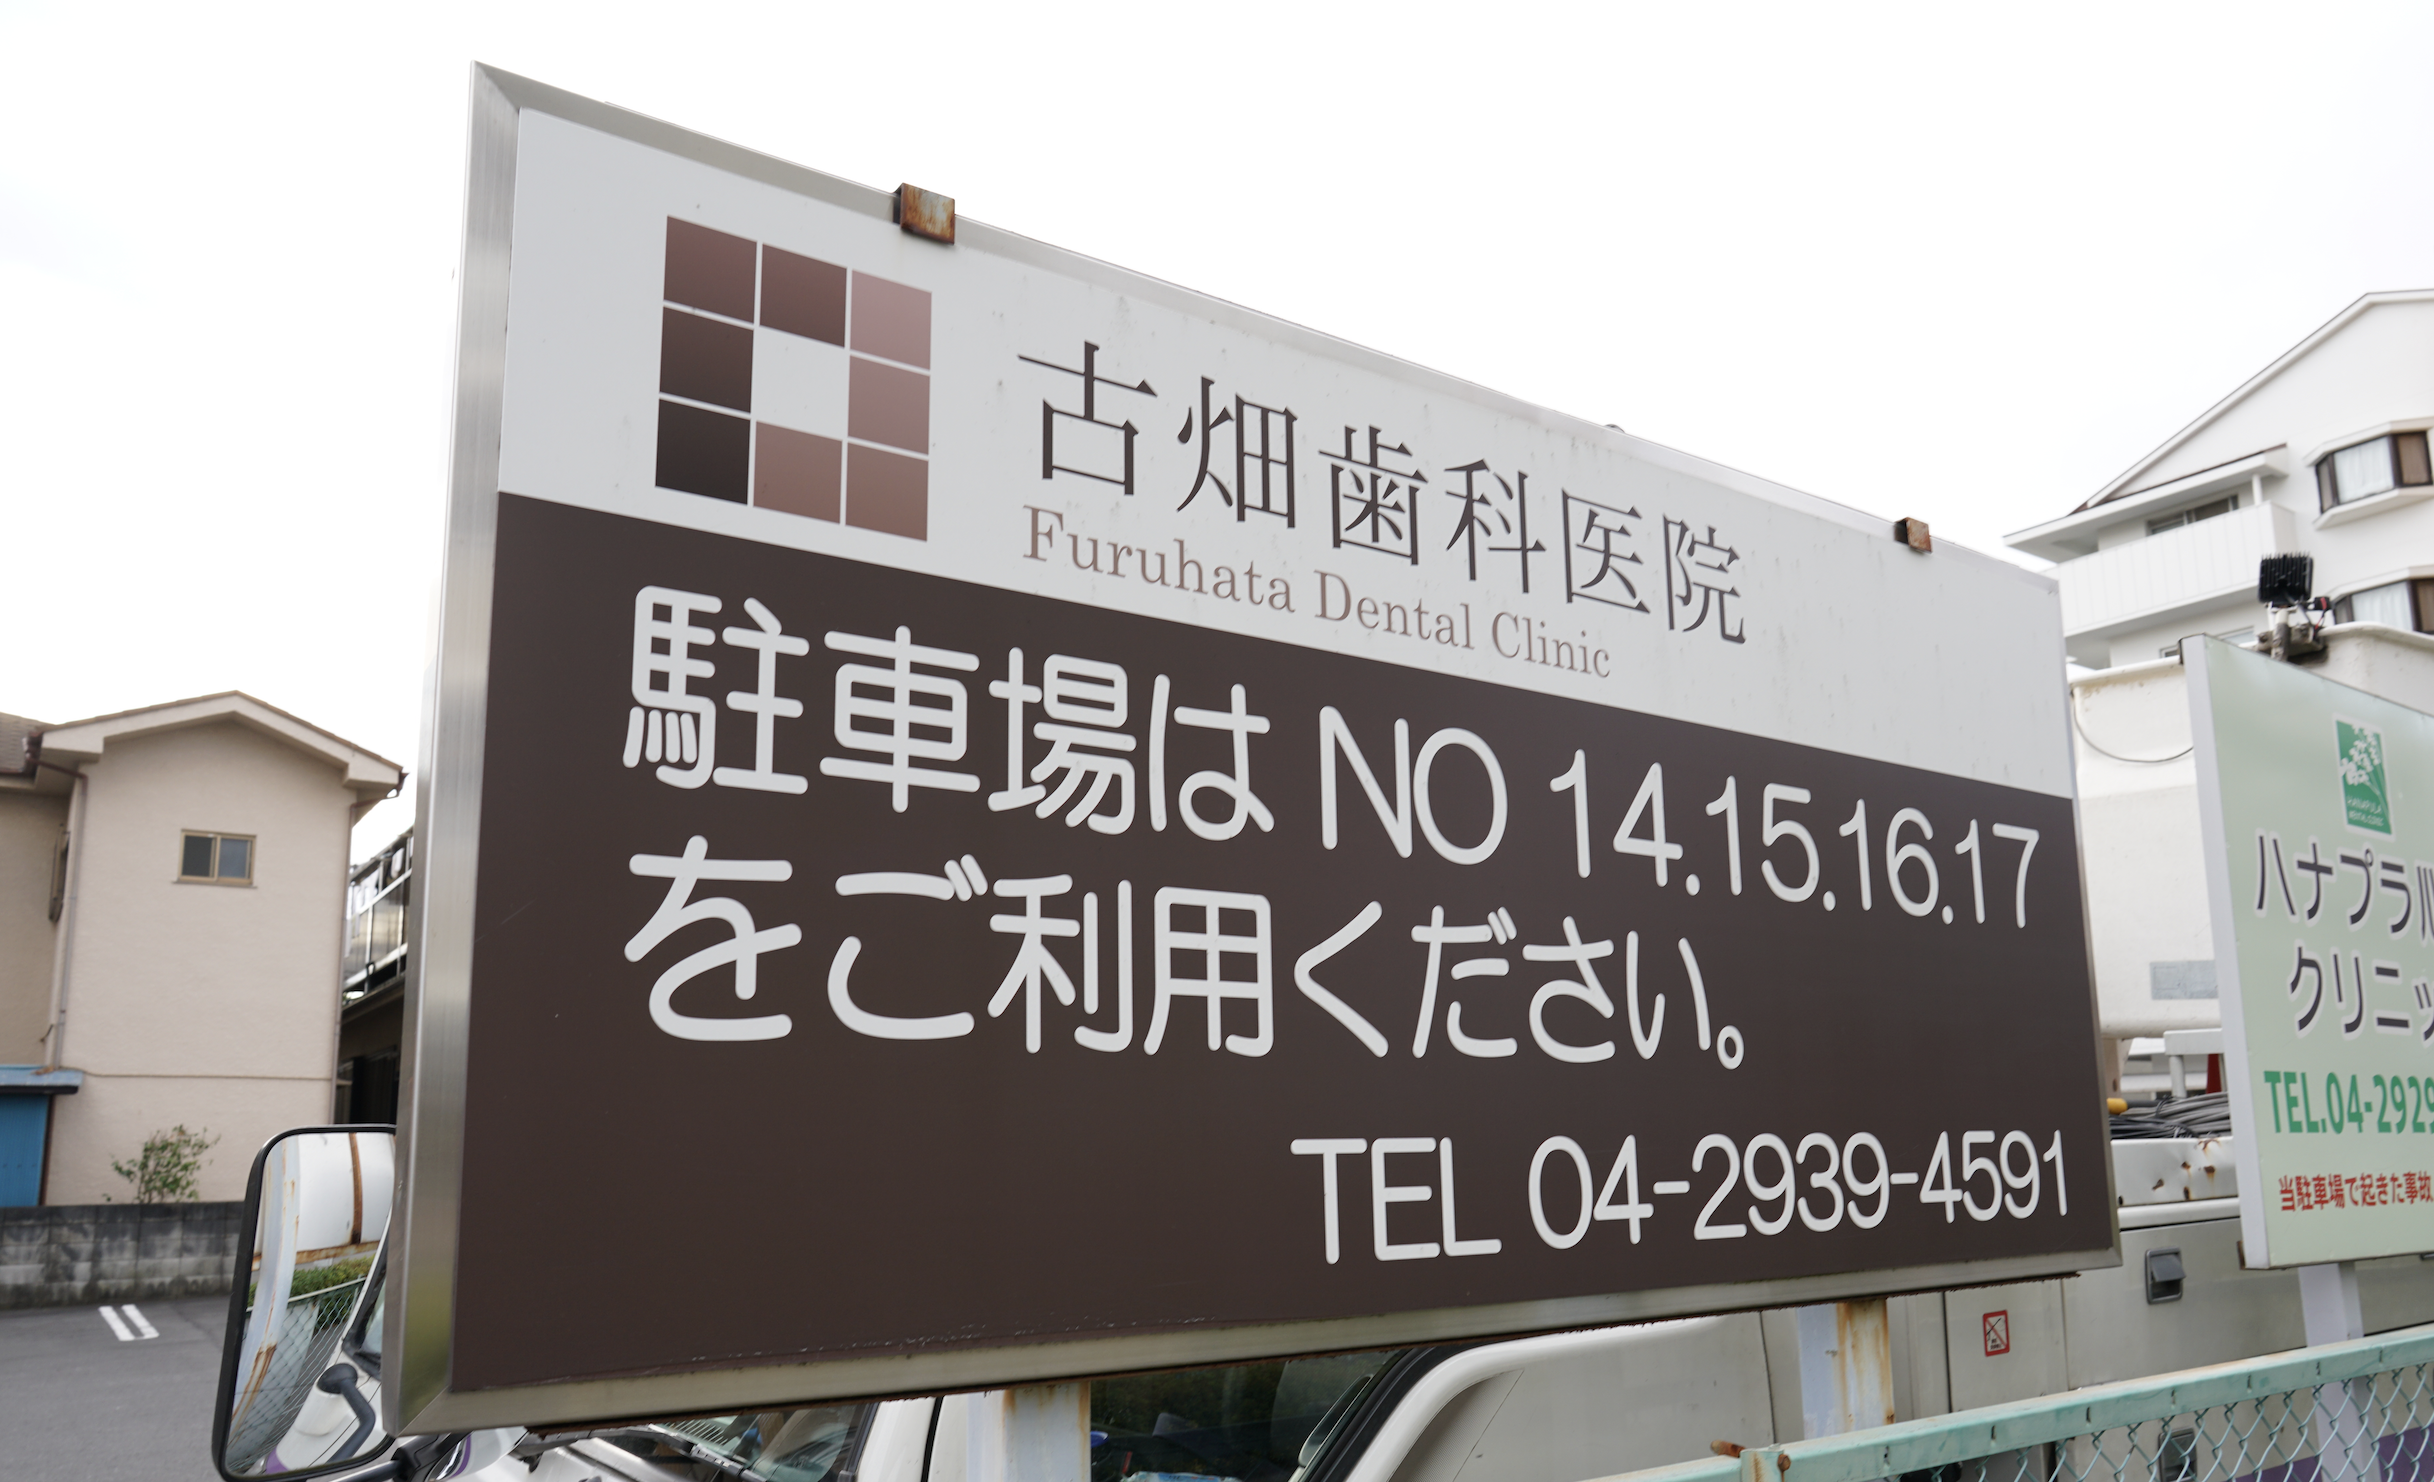 古畑歯科医院
Furuhata Dental Clinic
駐車場は NO 14.15.16.17
をご利用ください。
TEL 04-2939-4591
ハナプラ
クリニッ
TEL.04-2929
当駐車場で起きた事故